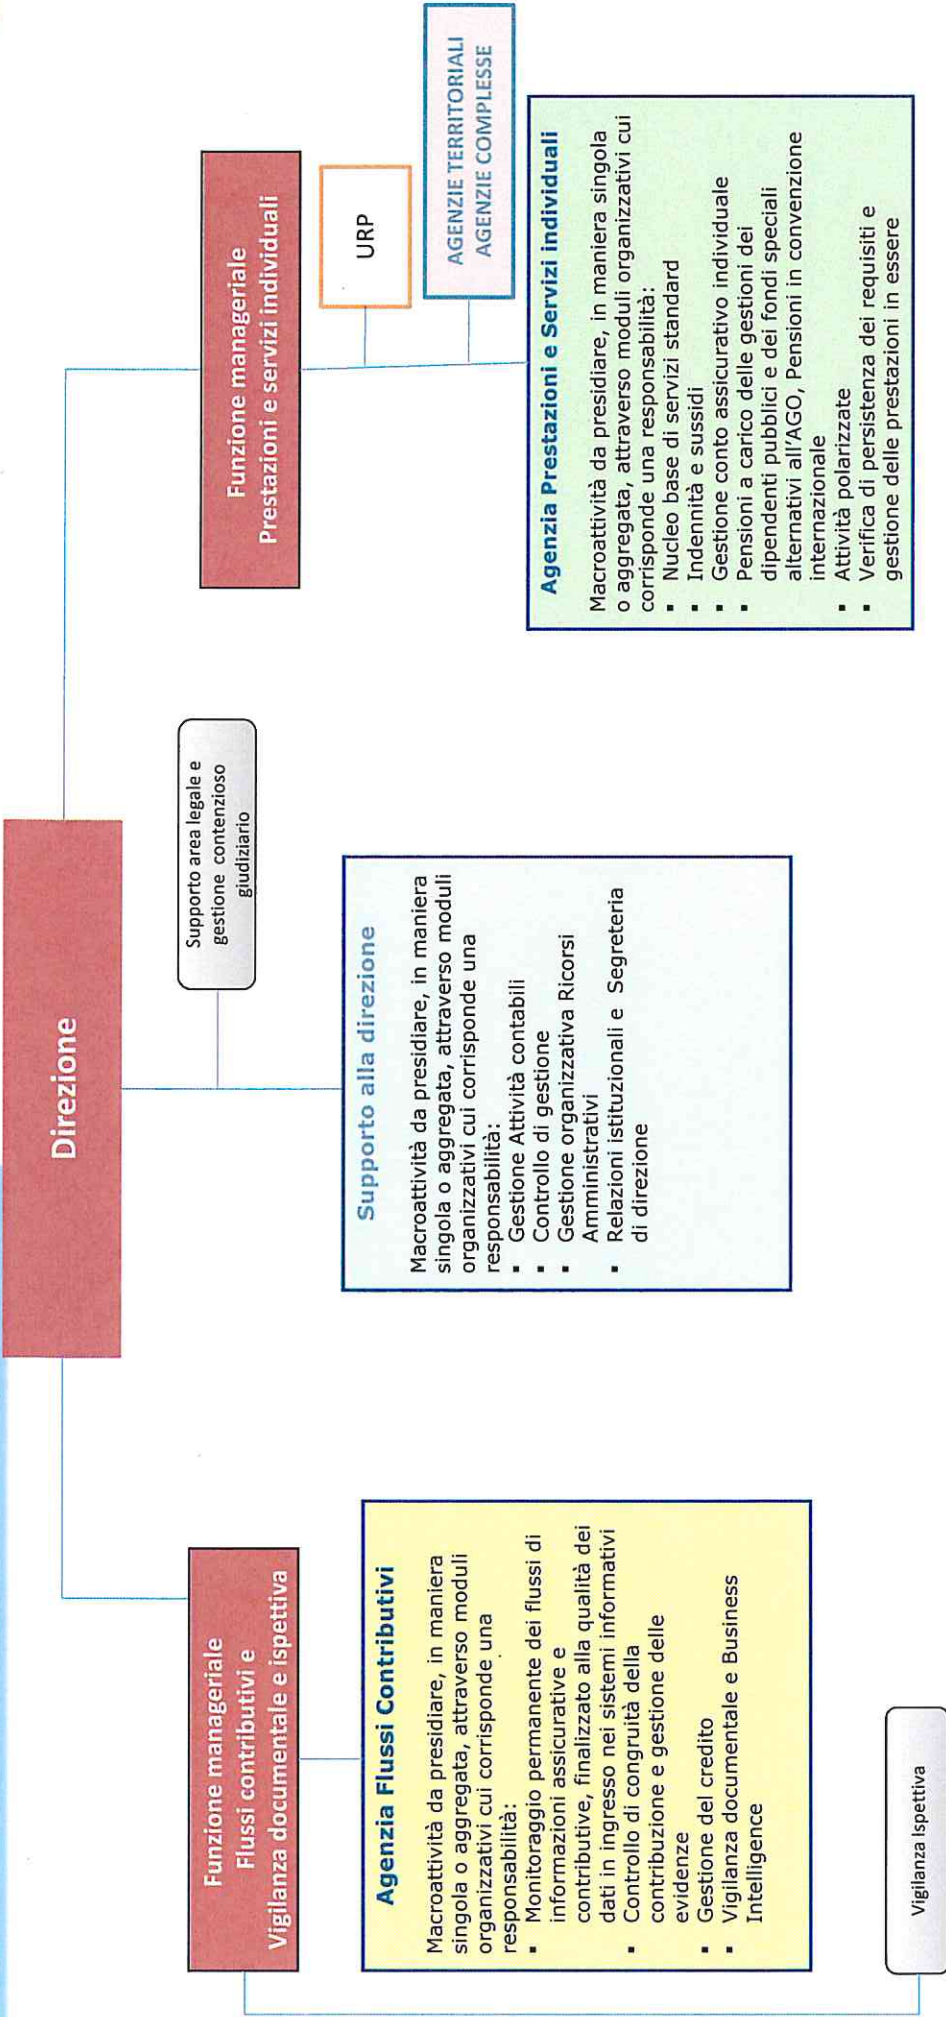 Direzione
Funzione manageriale
Flussi contributivi e
Vigilanza documentale e ispettiva
Agenzia Flussi Contributivi
Macroattività da presidiare, in maniera
singola o aggregata, attraverso moduli
organizzativi cui corrisponde una
responsabilità:
▪ Monitoraggio permanente dei flussi di
informazioni assicurative e
contributive, finalizzato alla qualità dei
dati in ingresso nei sistemi informativi
▪ Controllo di congruità della
contribuzione e gestione delle
evidenze
▪ Gestione del credito
▪ Vigilanza documentale e Business
Intelligence
Vigilanza Ispettiva
Supporto area legale e
gestione contenzioso
giudiziario
Supporto alla direzione
Macroattività da presidiare, in maniera
singola o aggregata, attraverso moduli
organizzativi cui corrisponde una
responsabilità:
▪ Gestione Attività contabili
▪ Controllo di gestione
▪ Gestione organizzativa Ricorsi
Amministrativi
▪ Relazioni istituzionali e Segreteria
di direzione
Funzione manageriale
Prestazioni e servizi individuali
URP
AGENZIE TERRITORIALI
AGENZIE COMPLESSE
Agenzia Prestazioni e Servizi individuali
Macroattività da presidiare, in maniera singola
o aggregata, attraverso moduli organizzativi cui
corrisponde una responsabilità:
▪ Nucleo base di servizi standard
▪ Indennità e sussidi
▪ Gestione conto assicurativo individuale
▪ Pensioni a carico delle gestioni dei
dipendenti pubblici e dei fondi speciali
alternativi all'AGO, Pensioni in convenzione
internazionale
▪ Attività polarizzate
▪ Verifica di persistenza dei requisiti e
gestione delle prestazioni in essere